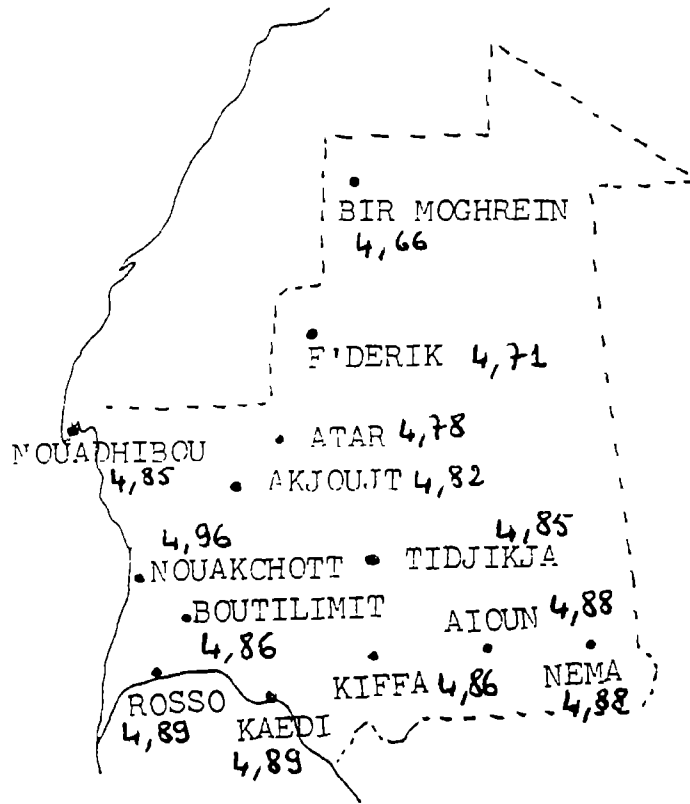 BIR MOGHREIN
4,66
F'DERIK 4,71
ATAR 4,78
NOUADHIBOU
4,85
AKJOUJT 4,82
4,96
NOUAKCHOTT
4,85
TIDJIKJA
BOUTILIMIT
4,86
AIOUN 4,88
KIFFA 4,86
NEMA
4,88
ROSSO
4,89
KAEDI
4,89